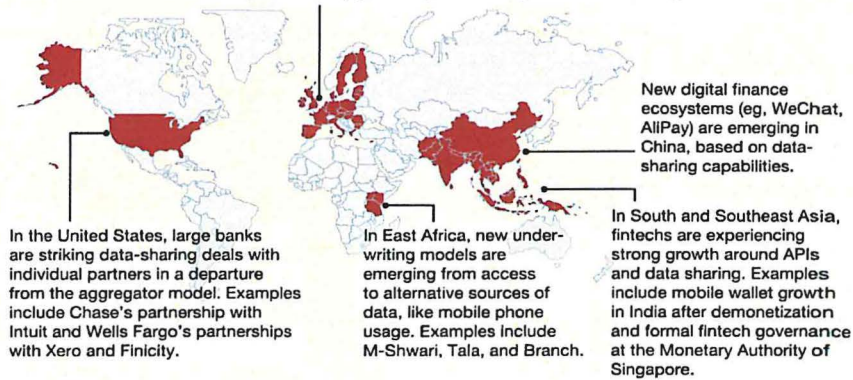 New digital finance
ecosystems (eg, WeChat,
AliPay) are emerging in
China, based on data-
sharing capabilities.
In the United States, large banks
are striking data-sharing deals with
individual partners in a departure
from the aggregator model. Examples
include Chase's partnership with
Intuit and Wells Fargo's partnerships
with Xero and Finicity.
In East Africa, new under-
writing models are
emerging from access
to alternative sources of
data, like mobile phone
usage. Examples include
M-Shwari, Tala, and Branch.
In South and Southeast Asia,
fintechs are experiencing
strong growth around APIs
and data sharing. Examples
include mobile wallet growth
in India after demonetization
and formal fintech governance
at the Monetary Authority of
Singapore.